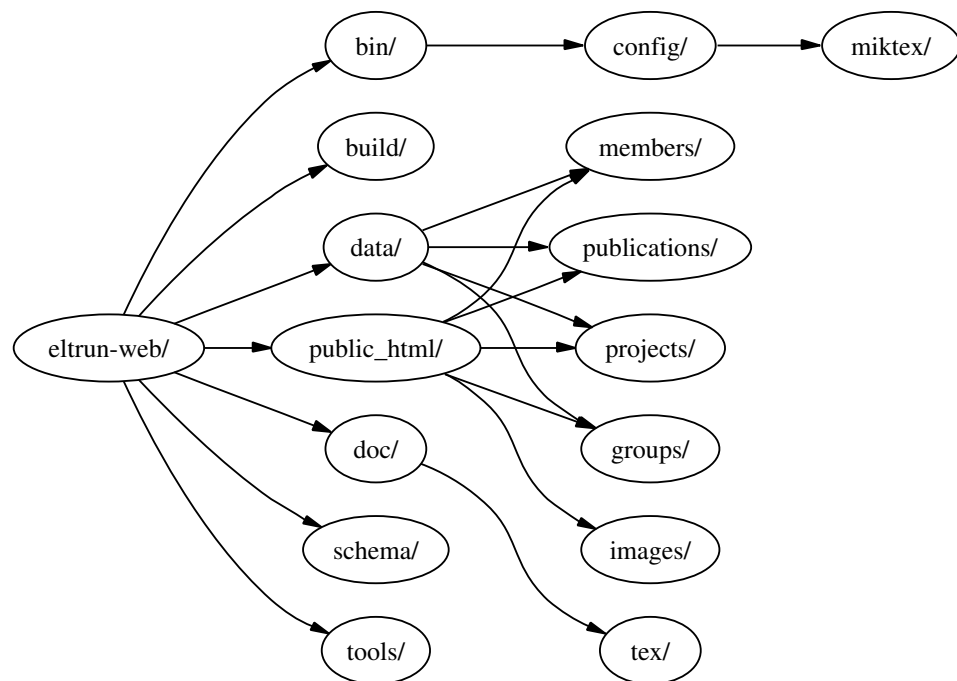 bin/ config/ miktex/
build/ members/
data/ publications/
eltrun-web/ public_html/ projects/
doc/ groups/
schema/ images/
tools/ tex/